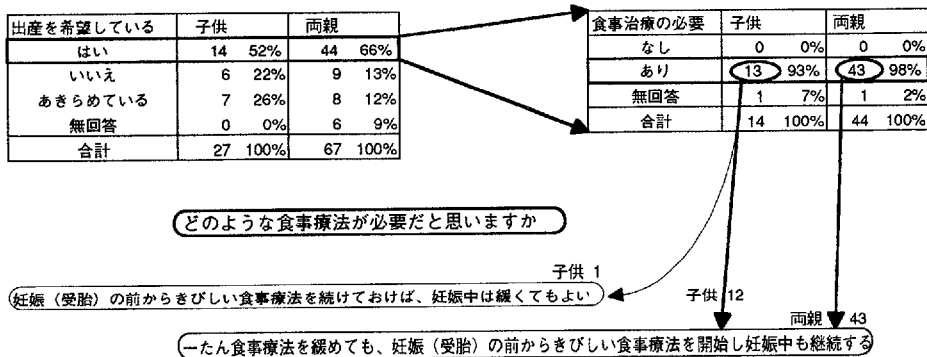 出産を希望している 子供 両親
はい 14 52% 44 66%
いいえ 6 22% 9 13%
あきらめている 7 26% 8 12%
無回答 0 0% 6 9%
合計 27 100% 67 100%
食事治療の必要 子供 両親
なし 0 0% 0 0%
あり 13 93% 43 98%
無回答 1 7% 1 2%
合計 14 100% 44 100%
どのような食事療法が必要だと思いますか
子供 1
妊娠（受胎）の前からきびしい食事療法を続けておけば、妊娠中は緩くてもよい
子供 12
両親 43
一たん食事療法を緩めても、妊娠（受胎）の前からきびしい食事療法を開始し妊娠中も継続する